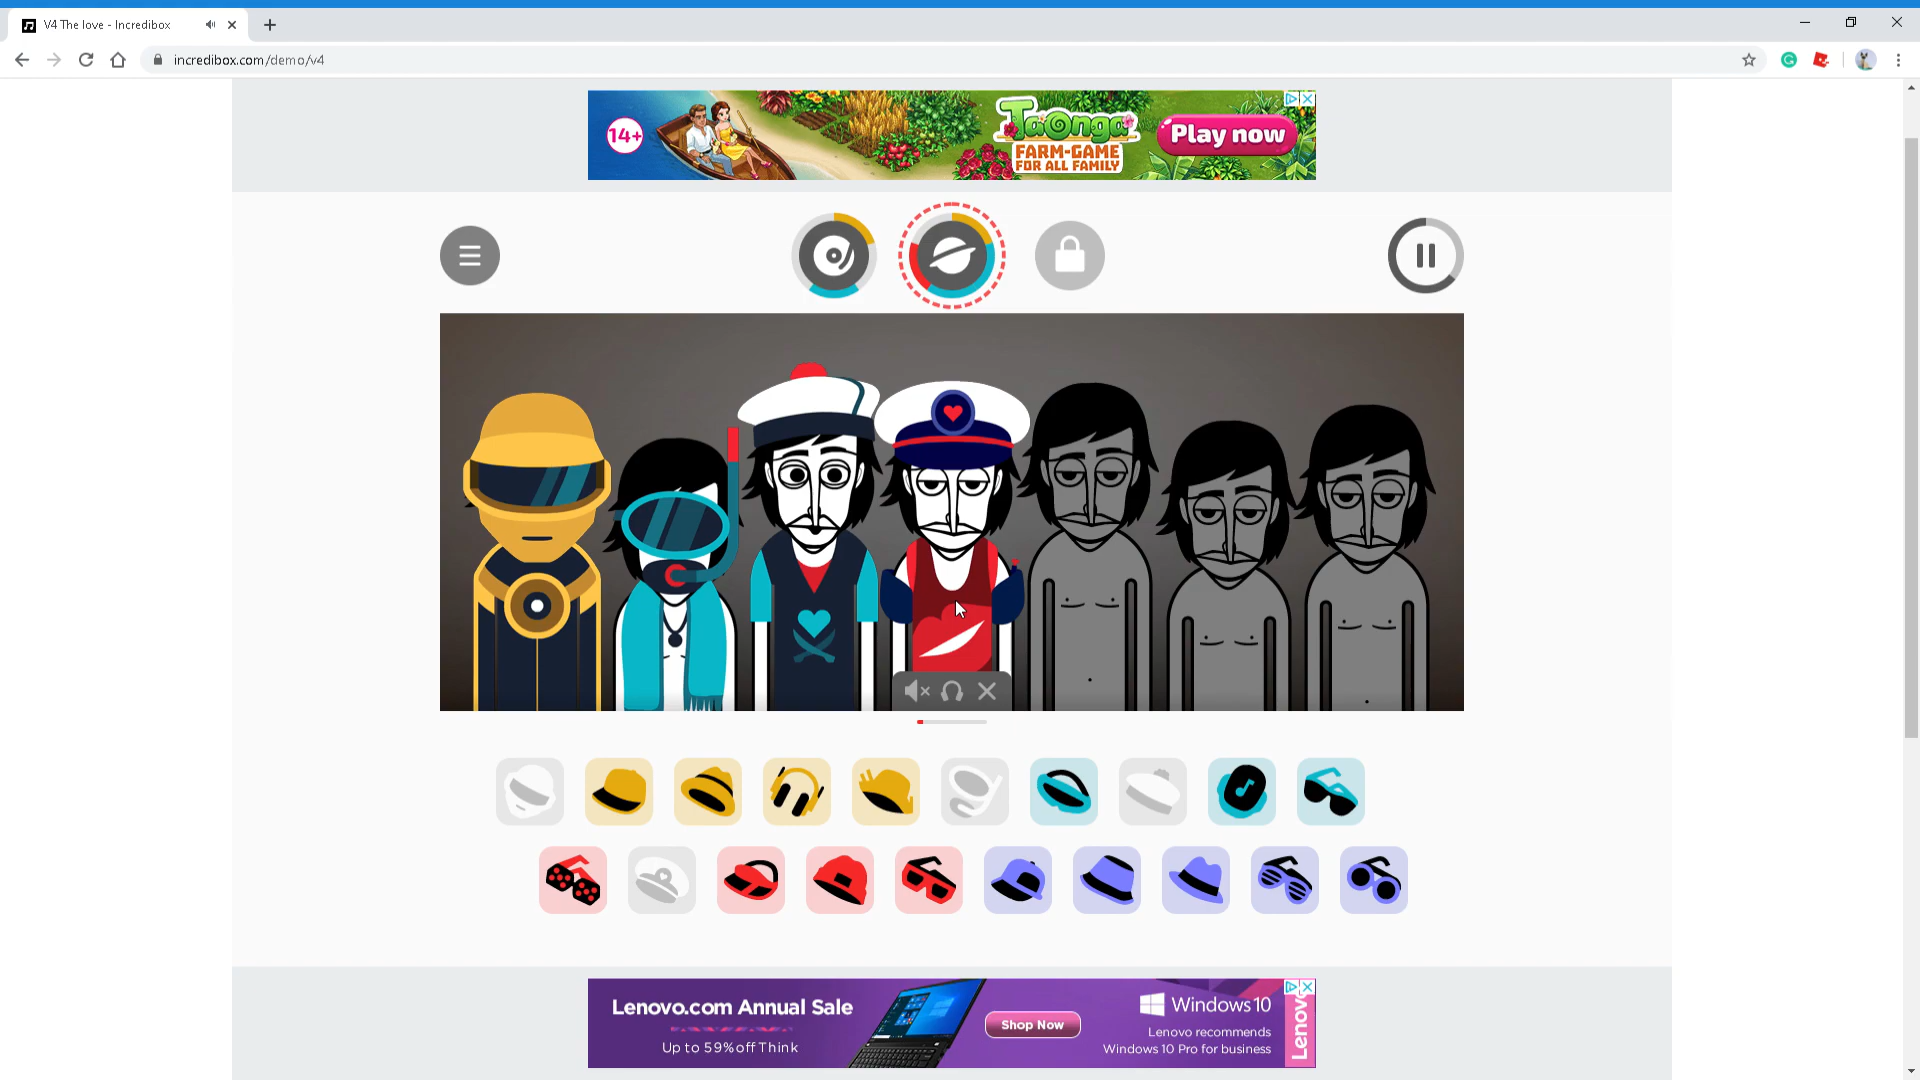 V4 The love - Incredibox
incredibox.com/demo/v4
14+
TaOnga
FARM-GAME
FOR ALL FAMILY
Play now
Lenovo.com Annual Sale
Up to 59% off Think
Shop Now
Windows 10
Lenovo recommends
Windows 10 Pro for business
Lenovo